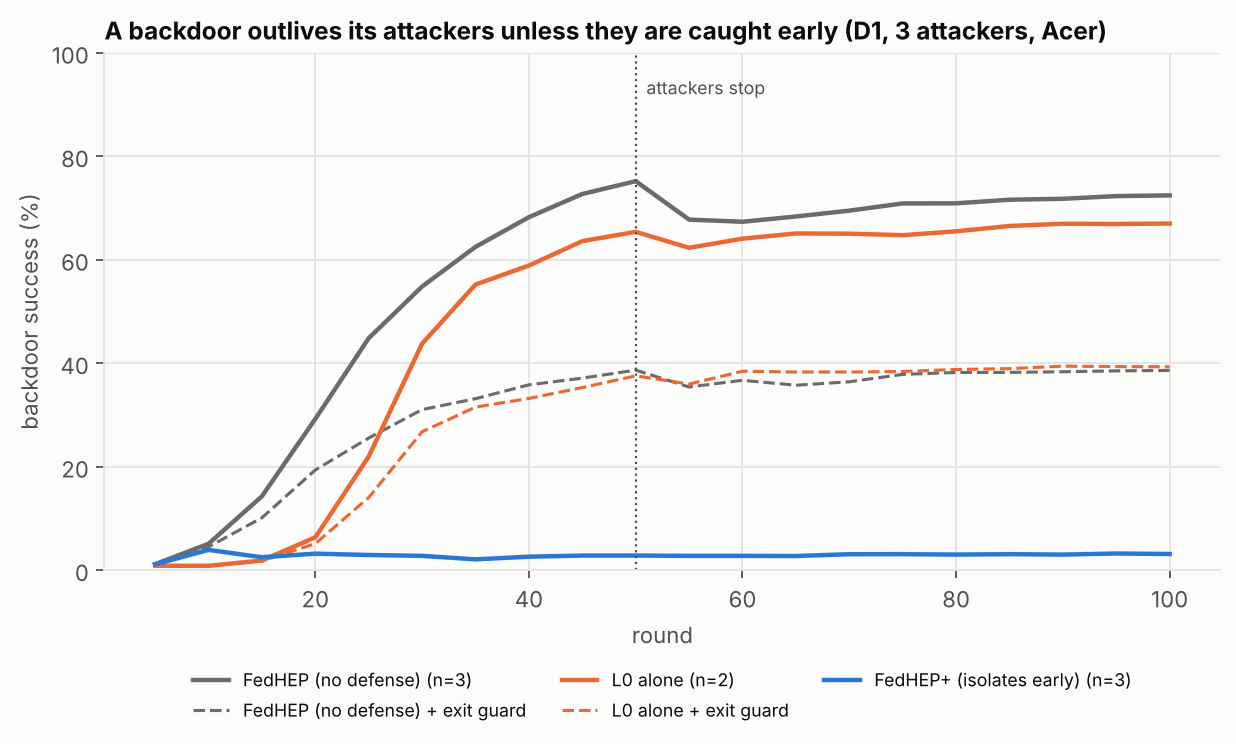 A backdoor outlives its attackers unless they are caught early (D1, 3 attackers, Acer)
100
80
60
40
20
0
backdoor success (%)
attackers stop
20 40 60 80 100
round
FedHEP (no defense) (n=3) L0 alone (n=2) FedHEP+ (isolates early) (n=3)
FedHEP (no defense) + exit guard L0 alone + exit guard